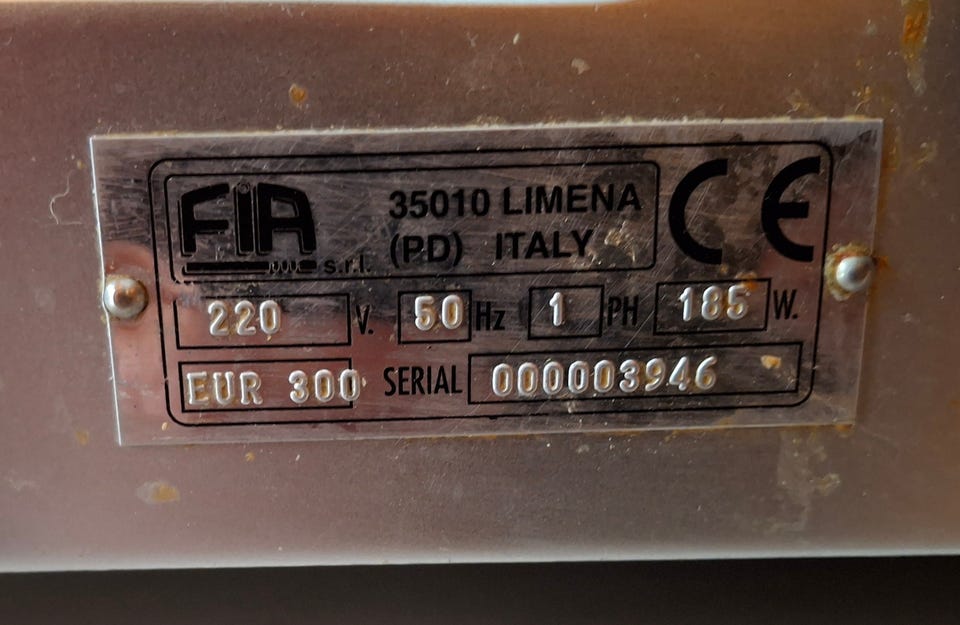 FIA s.r.l. 35010 LIMENA (PD) ITALY CE
220 V. 50 Hz 1 PH 185 W.
EUR 300 SERIAL 000003946